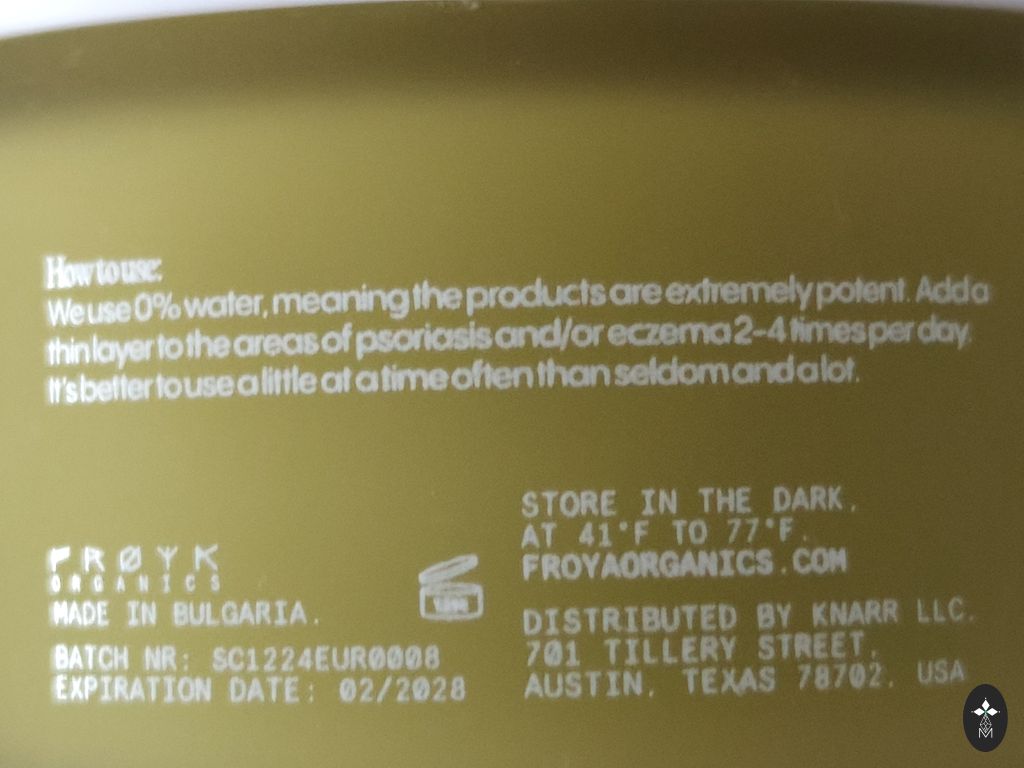 How to use:
We use 0% water, meaning the products are extremely potent. Add a
thin layer to the areas of psoriasis and/or eczema 2-4 times per day.
It's better to use a little at a time often than seldom and a lot.
STORE IN THE DARK.
AT 41°F TO 77°F.
FROYAORGANICS.COM
FRØYK
ORGANICS
MADE IN BULGARIA.
BATCH NR: SC1224EUR0008
EXPIRATION DATE: 02/2028
DISTRIBUTED BY KNARR LLC.
701 TILLERY STREET.
AUSTIN, TEXAS 78702. USA
M